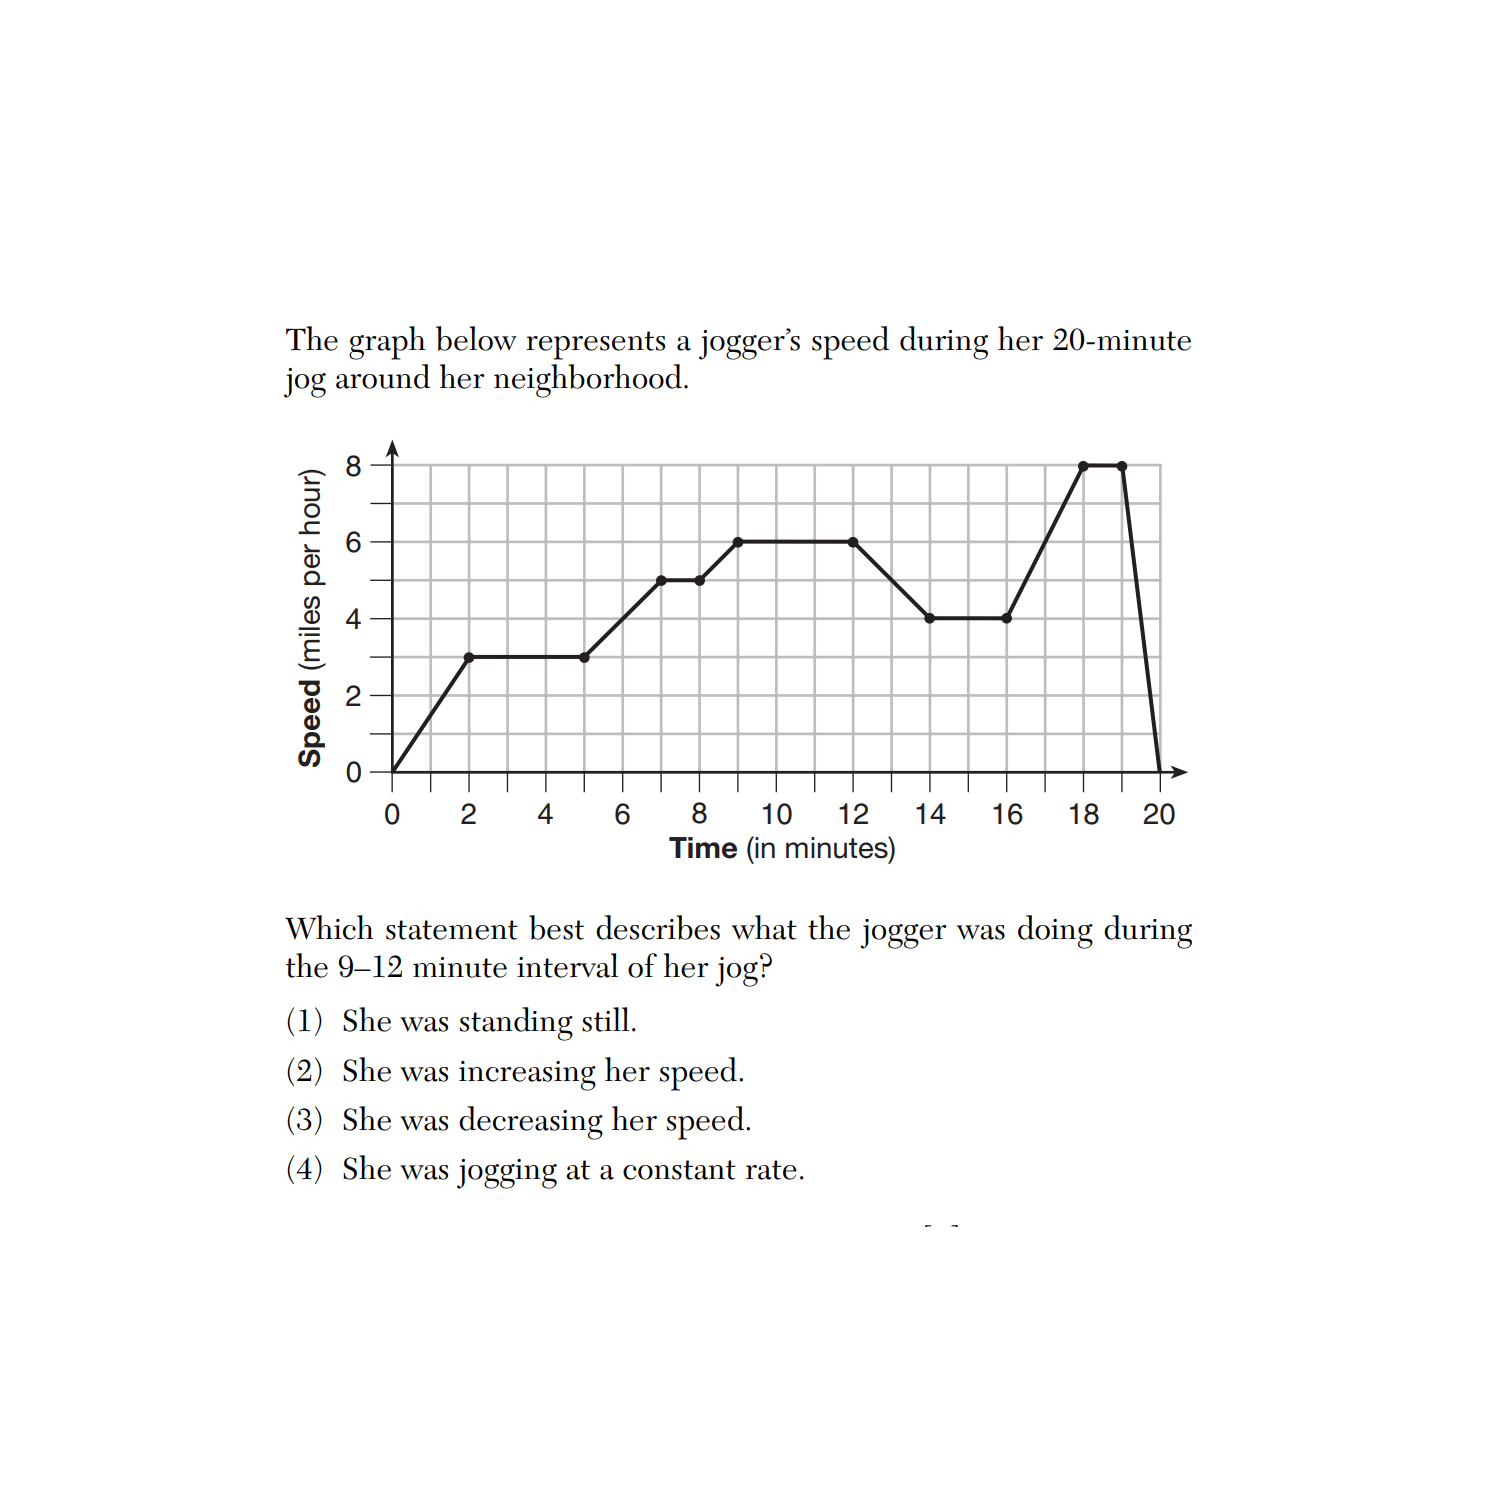 The graph below represents a jogger’s speed during her 20-minute
jog around her neighborhood.
Speed (miles per hour)
8
6
4
2
0
0 2 4 6 8 10 12 14 16 18 20
Time (in minutes)
Which statement best describes what the jogger was doing during
the 9–12 minute interval of her jog?
(1) She was standing still.
(2) She was increasing her speed.
(3) She was decreasing her speed.
(4) She was jogging at a constant rate.